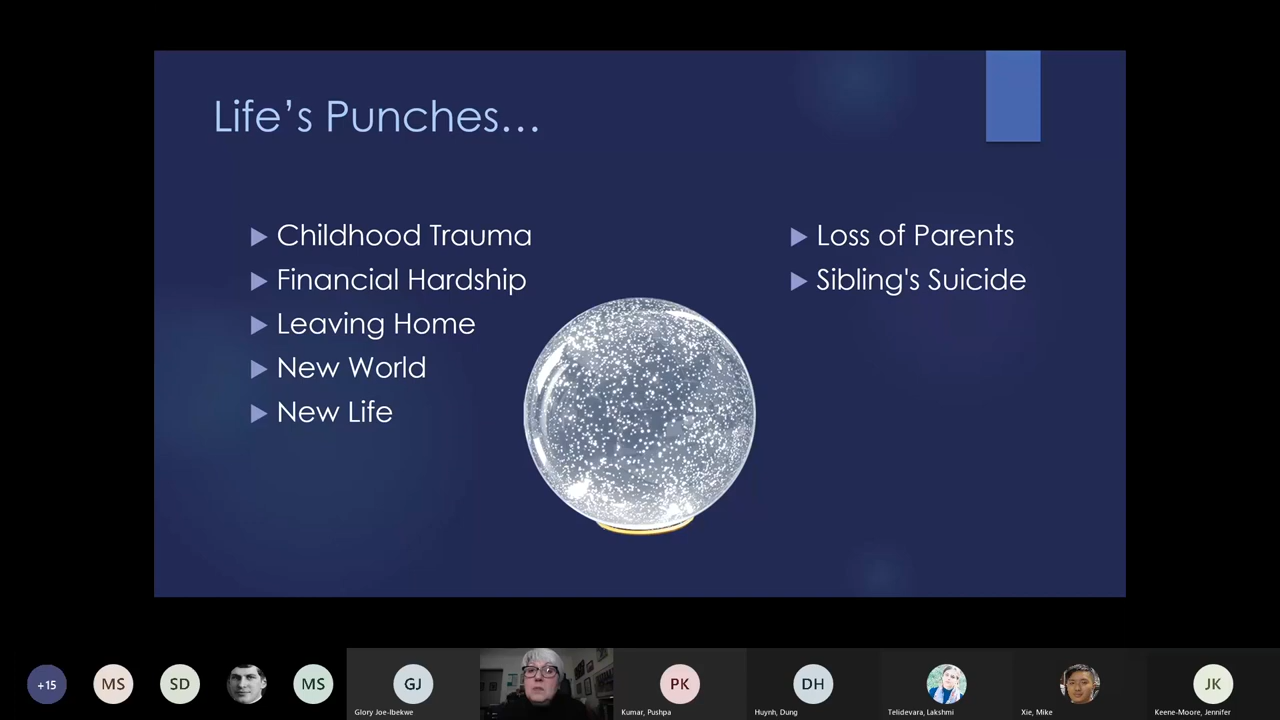 Life's Punches...
Childhood Trauma
Financial Hardship
Leaving Home
New World
New Life
Loss of Parents
Sibling's Suicide
+15
MS
SD
MS
GJ
Glory Joe-Ibekwe
PK
Kumar, Pushpa
DH
Huynh, Dung
Telidevara, Lakshmi
Xie, Mike
JK
Keene-Moore, Jennifer